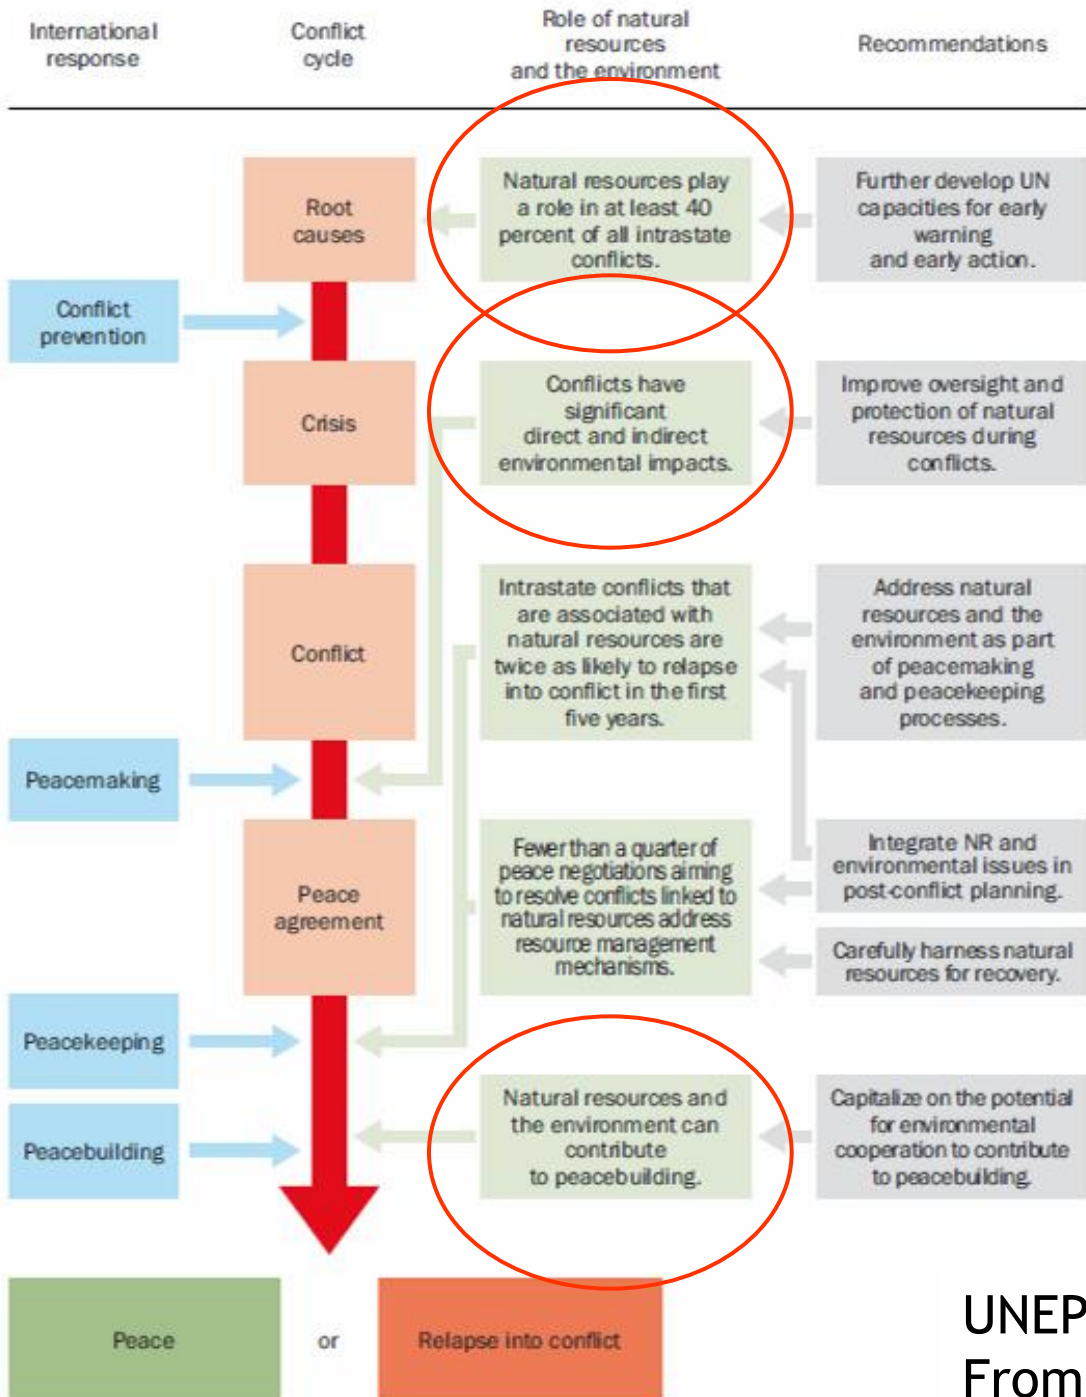 International
response
Conflict
cycle
Role of natural
resources
and the environment
Recommendations
Root
causes
Natural resources play
a role in at least 40
percent of all intrastate
conflicts.
Further develop UN
capacities for early
warning
and early action.
Conflict
prevention
Crisis
Conflicts have
significant
direct and indirect
environmental impacts.
Improve oversight and
protection of natural
resources during
conflicts.
Conflict
Intrastate conflicts that
are associated with
natural resources are
twice as likely to relapse
into conflict in the first
five years.
Address natural
resources and the
environment as part
of peacemaking
and peacekeeping
processes.
Peacemaking
Peace
agreement
Fewer than a quarter of
peace negotiations aiming
to resolve conflicts linked to
natural resources address
resource management
mechanisms.
Integrate NR and
environmental issues in
post-conflict planning.
Carefully harness natural
resources for recovery.
Peacekeeping
Peacebuilding
Natural resources and
the environment can
contribute
to peacebuilding.
Capitalize on the potential
for environmental
cooperation to contribute
to peacebuilding.
Peace
or
Relapse into conflict
UNEP
From